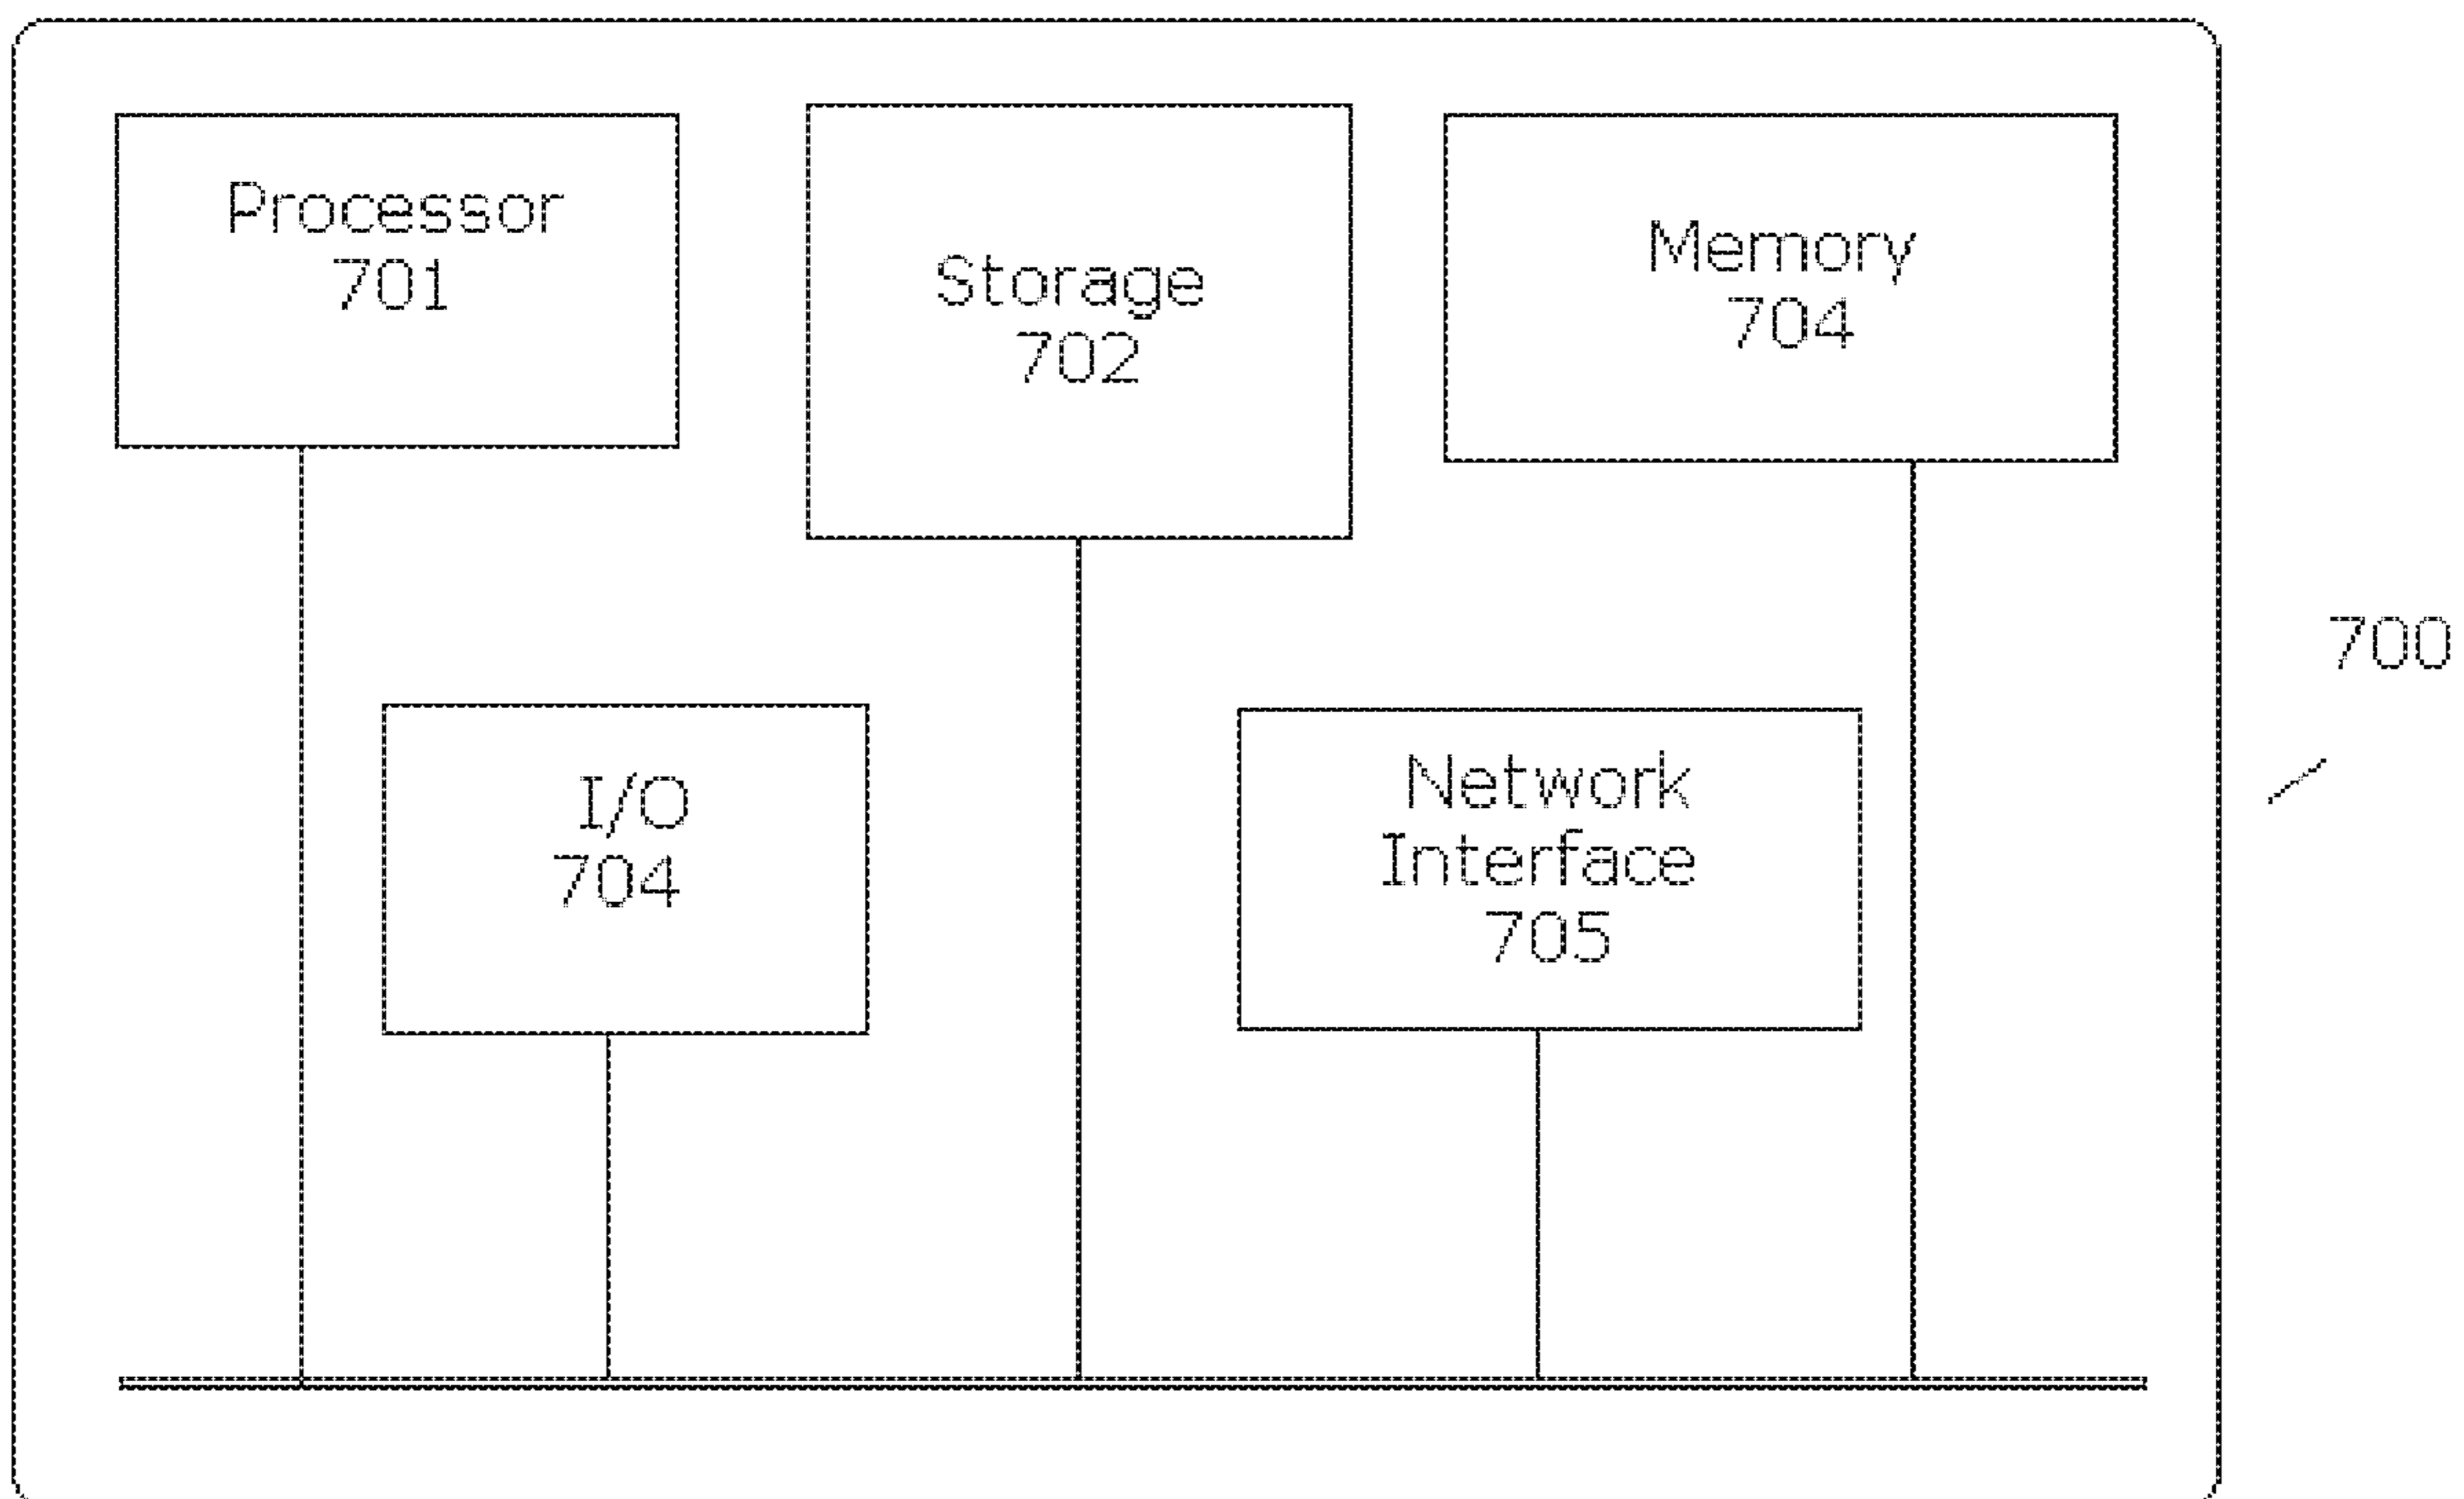 Processor
701
Storage
702
Memory
704
700
I/O
704
Network
Interface
705